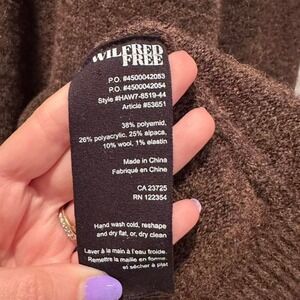 WILFRED
FREE
P.O. #4500042053
P.O. #4500042054
Style #HAW7-8519-44
Article #53651
38% polyamid,
26% polyacrylic, 25% alpaca,
10% wool, 1% elastin
Made in China
Fabriqué en Chine
CA 23725
RN 122354
Hand wash cold, reshape
and dry flat, or, dry clean
Laver à la main à l'eau froide.
Remettre la maille en forme.
et sécher à plat